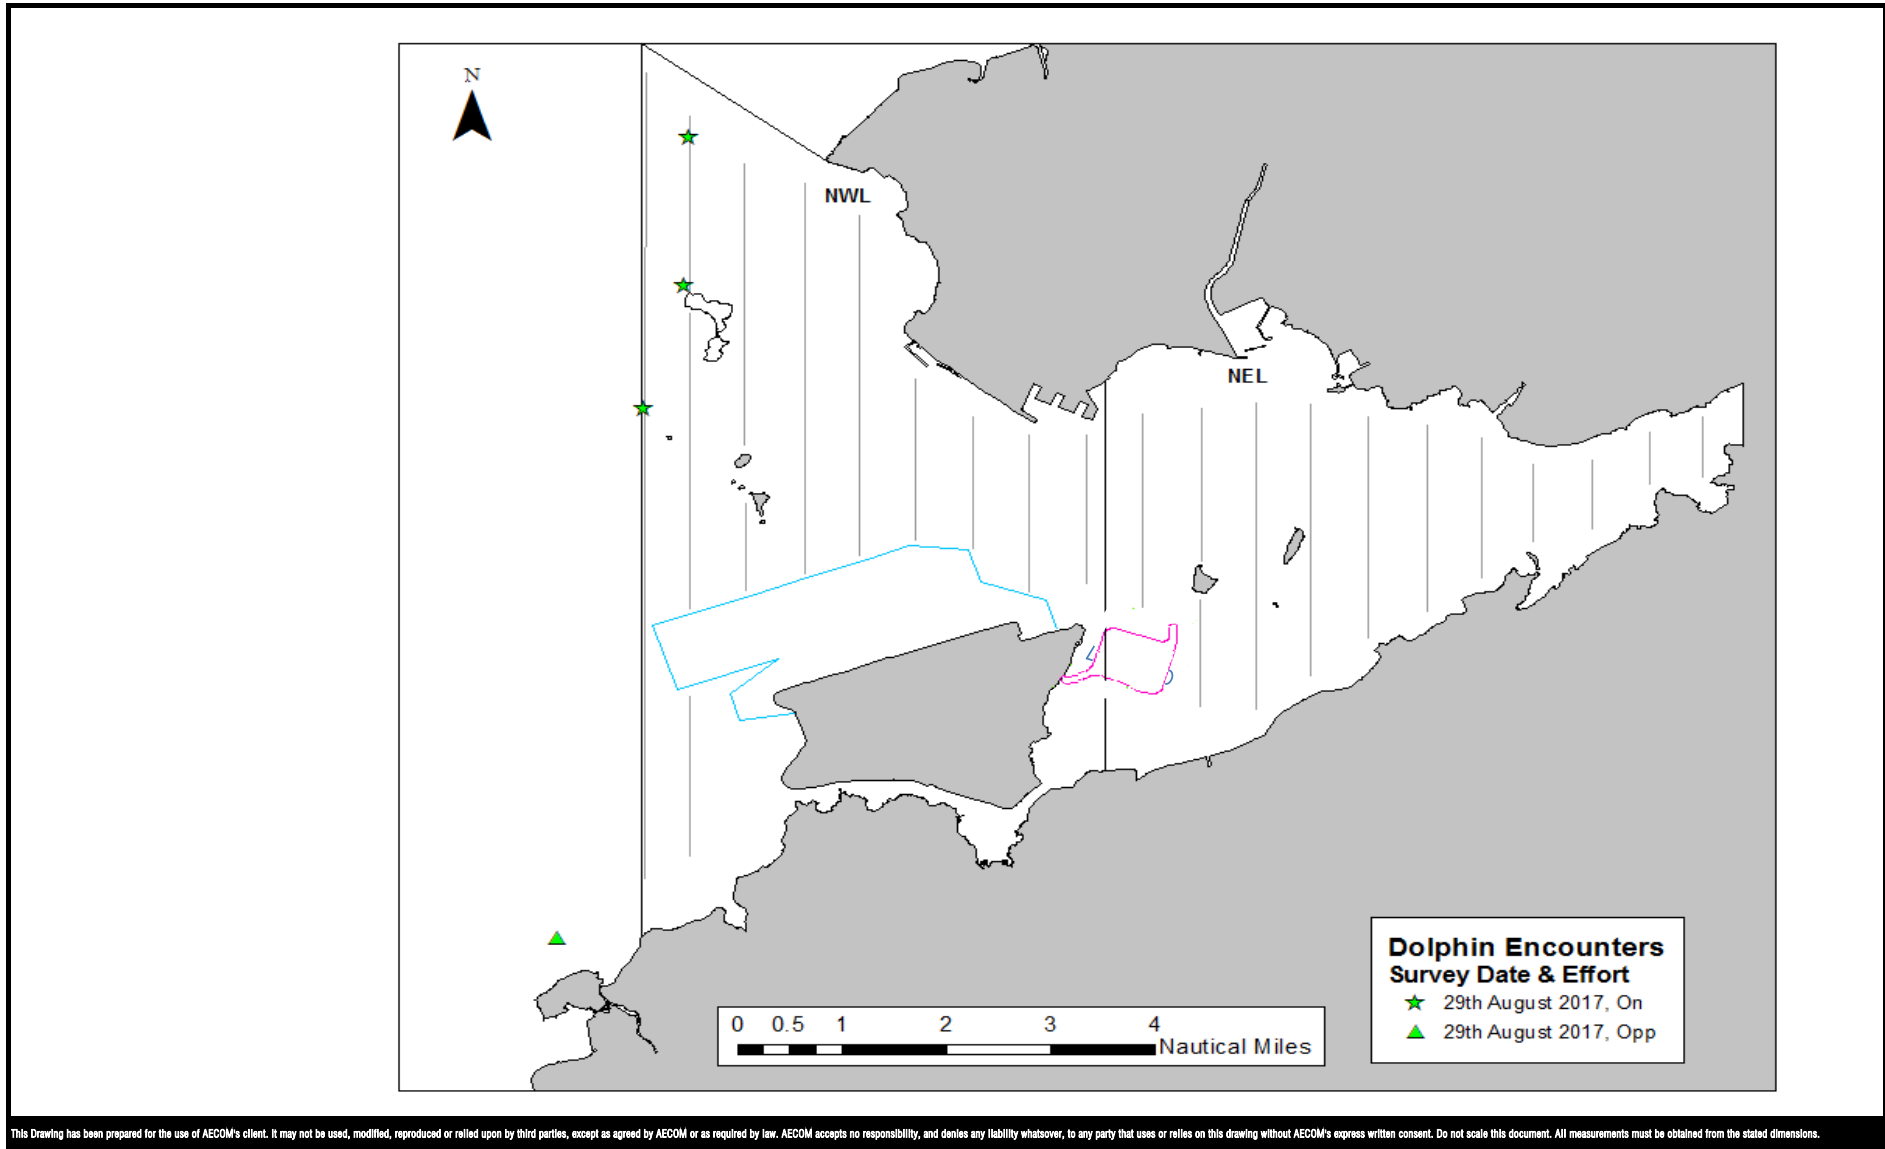 N
NWL
NEL
Dolphin Encounters
Survey Date & Effort
29th August 2017, On
29th August 2017, Opp
0 0.5 1 2 3 4
Nautical Miles
This Drawing has been prepared for the use of AECOM's client. It may not be used, modified, reproduced or relied upon by third parties, except as agreed by AECOM or as required by law. AECOM accepts no responsibility, and denies any liability whatsover, to any party that uses or relies on this drawing without AECOM's express written consent. Do not scale this document. All measurements must be obtained from the stated dimensions.